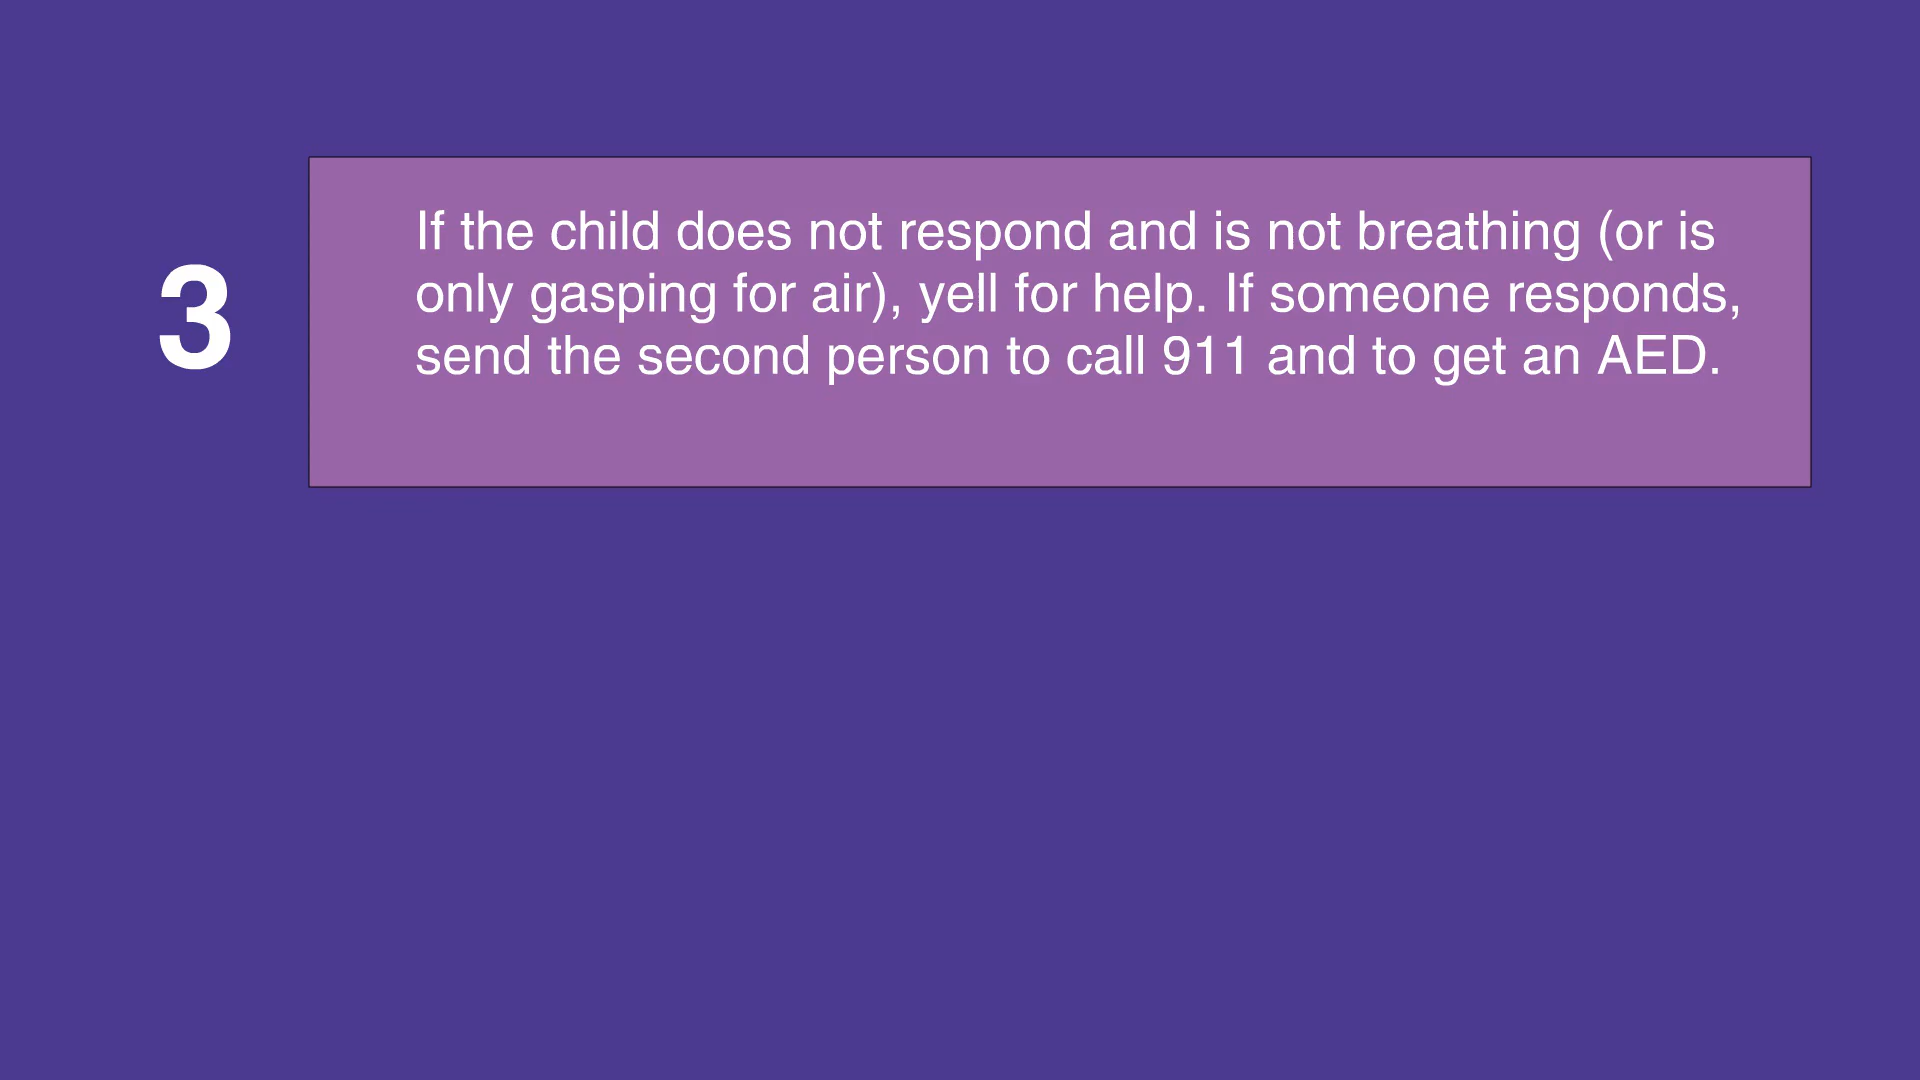 3
If the child does not respond and is not breathing (or is
only gasping for air), yell for help. If someone responds,
send the second person to call 911 and to get an AED.